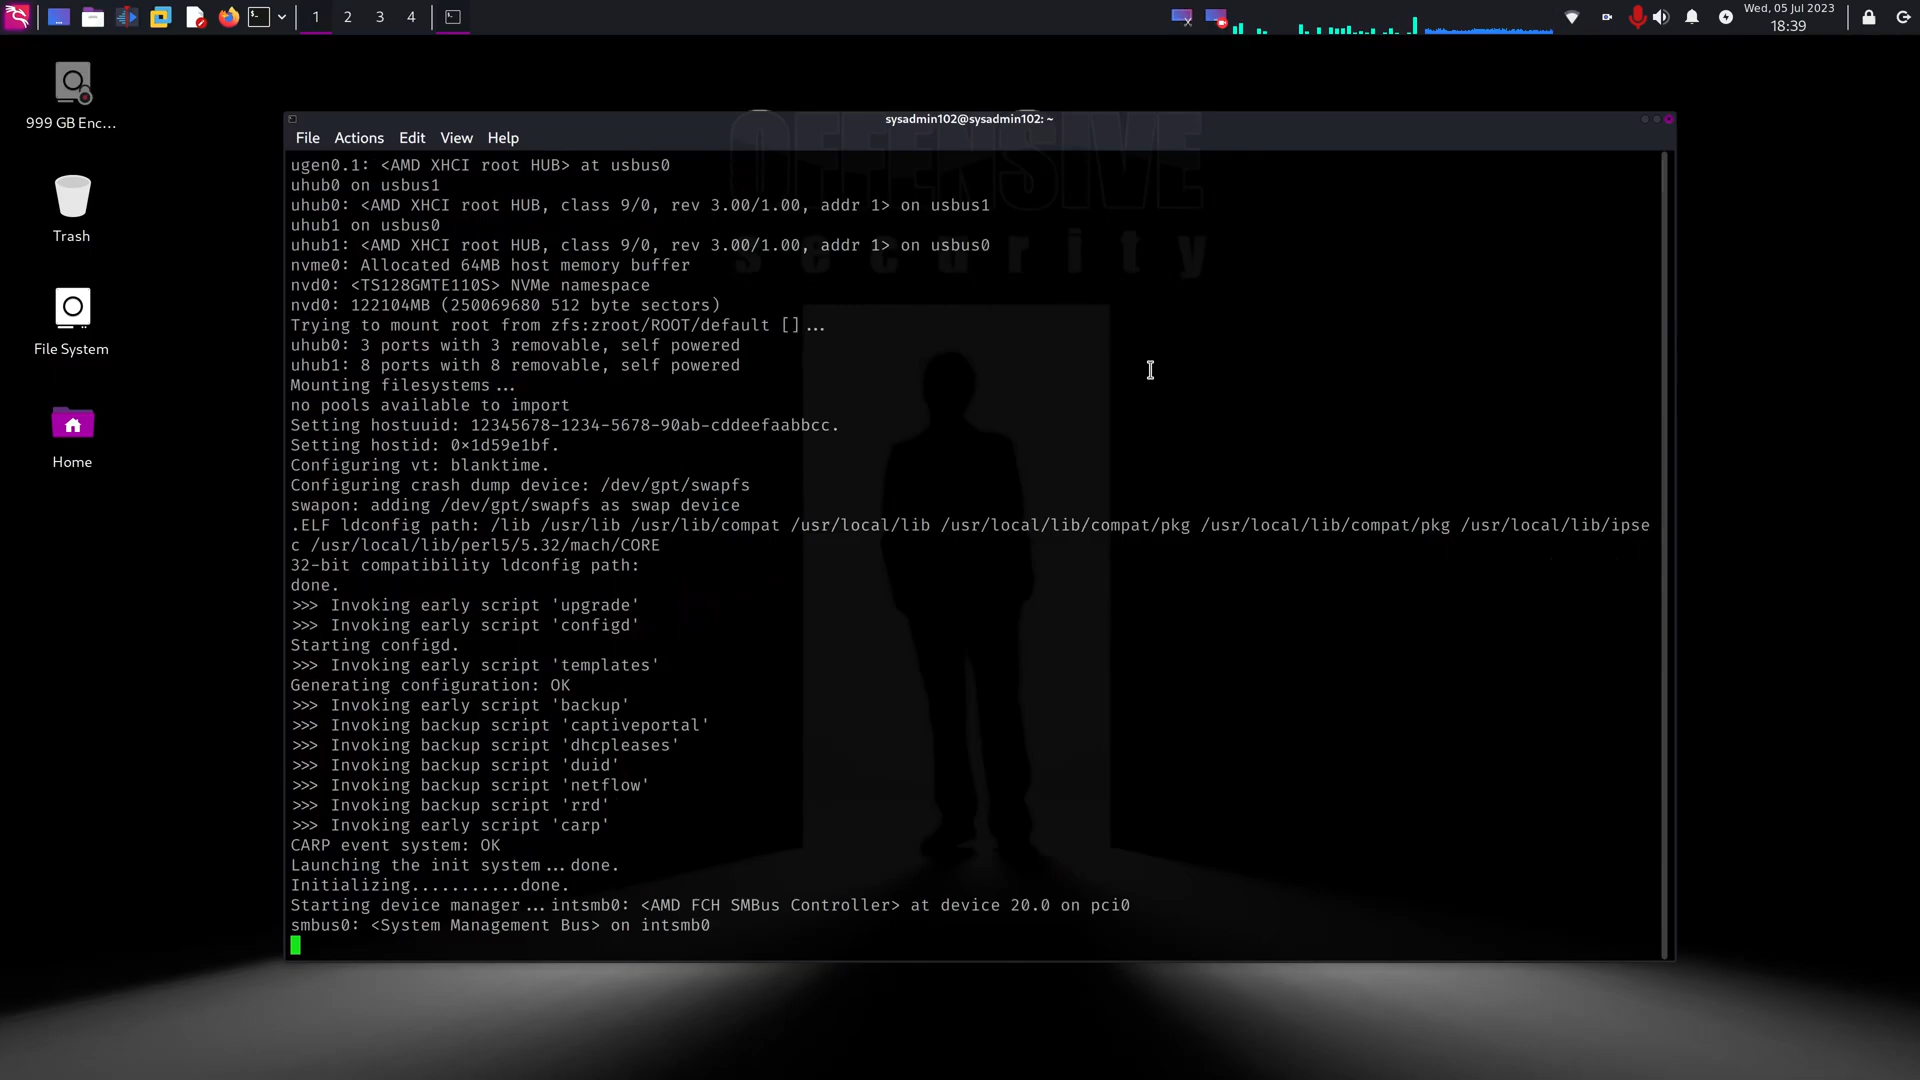 1 2 3 4
Wed, 05 Jul 2023
18:39
999 GB Enc...
Trash
File System
Home
sysadmin102@sysadmin102: ~
File Actions Edit View Help
OFFENSIVE
security
ugen0.1: <AMD XHCI root HUB> at usbus0
uhub0 on usbus1
uhub0: <AMD XHCI root HUB, class 9/0, rev 3.00/1.00, addr 1> on usbus1
uhub1 on usbus0
uhub1: <AMD XHCI root HUB, class 9/0, rev 3.00/1.00, addr 1> on usbus0
nvme0: Allocated 64MB host memory buffer
nvd0: <TS128GMTE110S> NVMe namespace
nvd0: 122104MB (250069680 512 byte sectors)
Trying to mount root from zfs:zroot/ROOT/default []...
uhub0: 3 ports with 3 removable, self powered
uhub1: 8 ports with 8 removable, self powered
Mounting filesystems...
no pools available to import
Setting hostuuid: 12345678-1234-5678-90ab-cddeefaabbcc.
Setting hostid: 0x1d59e1bf.
Configuring vt: blanktime.
Configuring crash dump device: /dev/gpt/swapfs
swapon: adding /dev/gpt/swapfs as swap device
.ELF ldconfig path: /lib /usr/lib /usr/lib/compat /usr/local/lib /usr/local/lib/compat/pkg /usr/local/lib/compat/pkg /usr/local/lib/ipse
c /usr/local/lib/perl5/5.32/mach/CORE
32-bit compatibility ldconfig path:
done.
>>> Invoking early script 'upgrade'
>>> Invoking early script 'configd'
Starting configd.
>>> Invoking early script 'templates'
Generating configuration: OK
>>> Invoking early script 'backup'
>>> Invoking backup script 'captiveportal'
>>> Invoking backup script 'dhcpleases'
>>> Invoking backup script 'duid'
>>> Invoking backup script 'netflow'
>>> Invoking backup script 'rrd'
>>> Invoking early script 'carp'
CARP event system: OK
Launching the init system...done.
Initializing...........done.
Starting device manager...intsmb0: <AMD FCH SMBus Controller> at device 20.0 on pci0
smbus0: <System Management Bus> on intsmb0